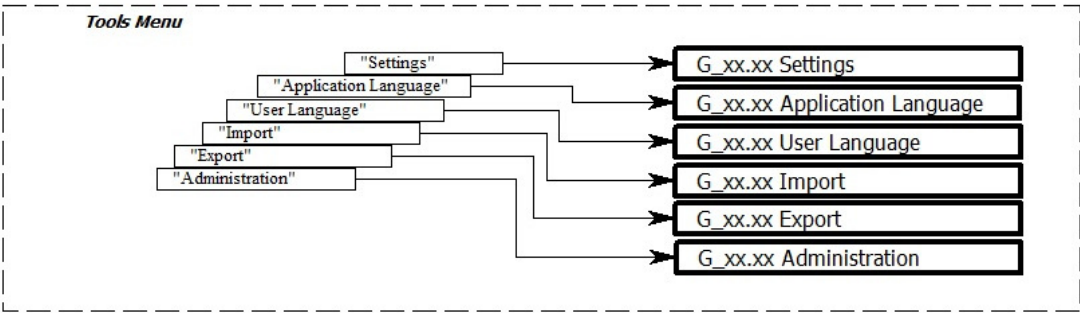 Tools Menu
"Settings"
G_xx.xx Settings
"Application Language"
G_xx.xx Application Language
"User Language"
G_xx.xx User Language
"Import"
G_xx.xx Import
"Export"
G_xx.xx Export
"Administration"
G_xx.xx Administration